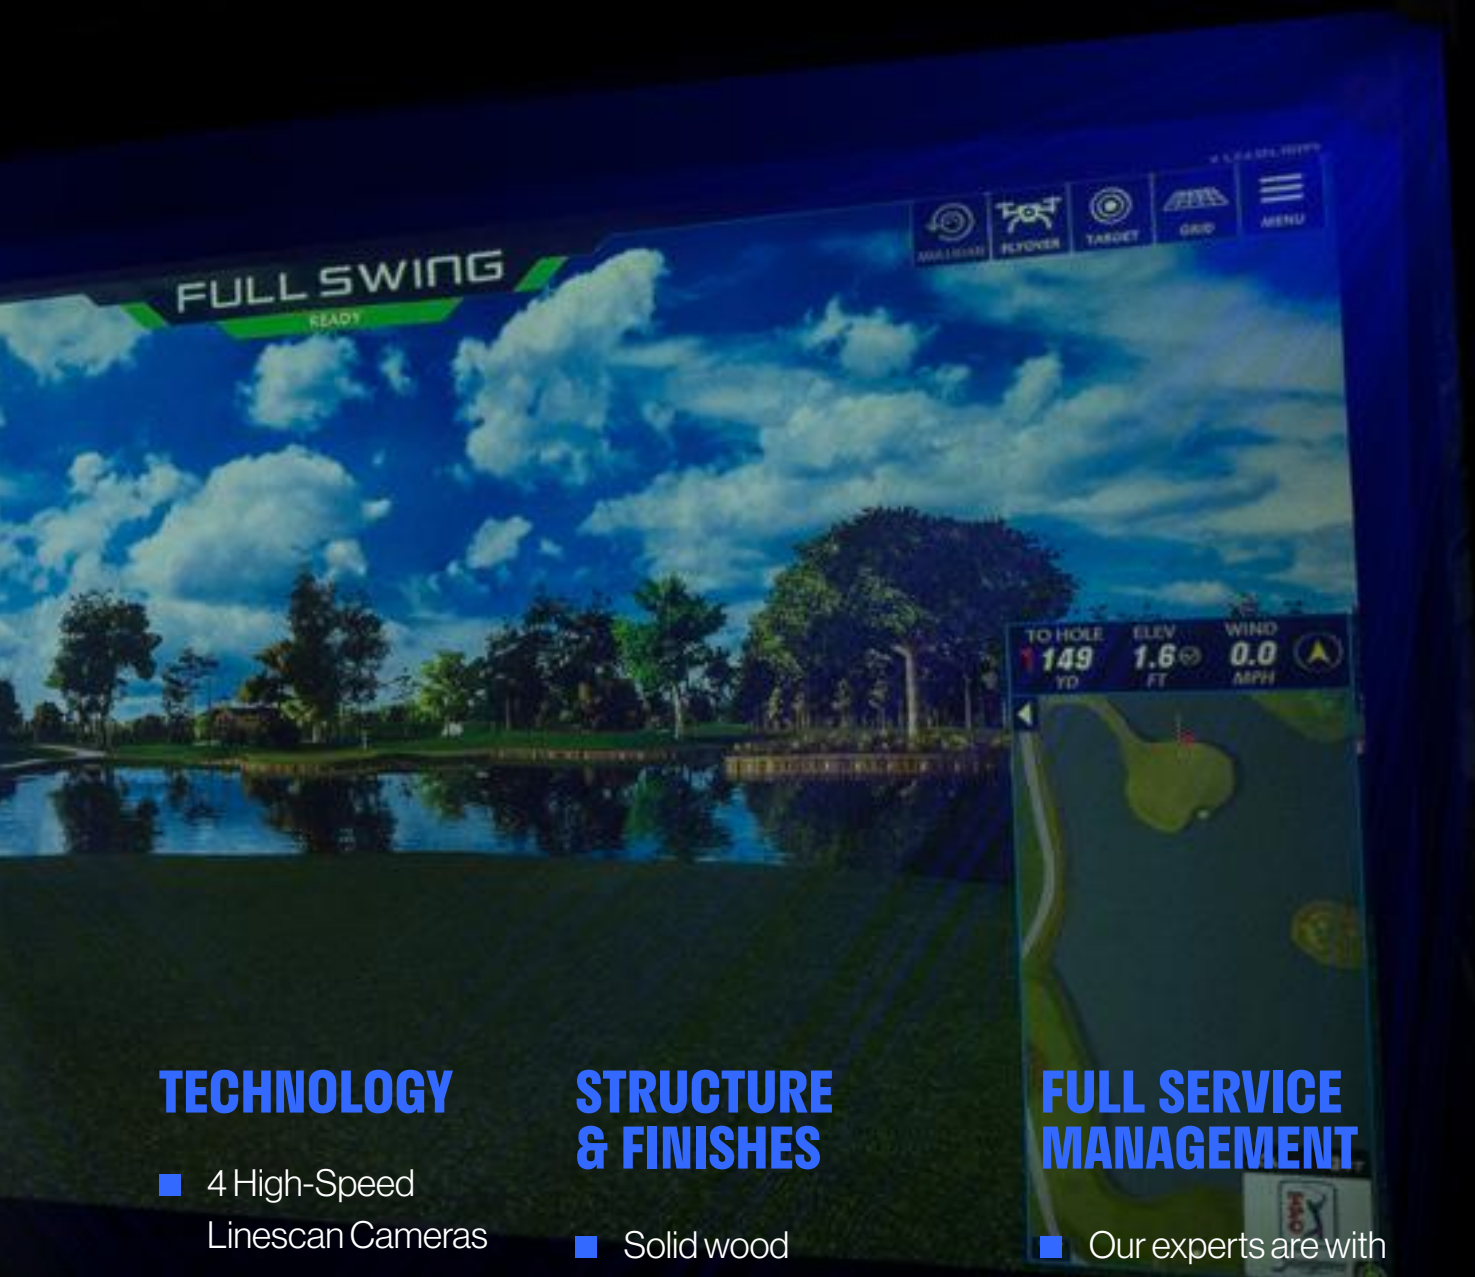 MULLIGAN
FLYOVER
TARGET
GRID
MENU
FULL SWING
READY
TO HOLE
ELEV
WIND
149
1.6
0.0
YD
FT
MPH
TECHNOLOGY
4 High-Speed
Linescan Cameras
STRUCTURE
& FINISHES
Solid wood
FULL SERVICE
MANAGEMENT
Our experts are with